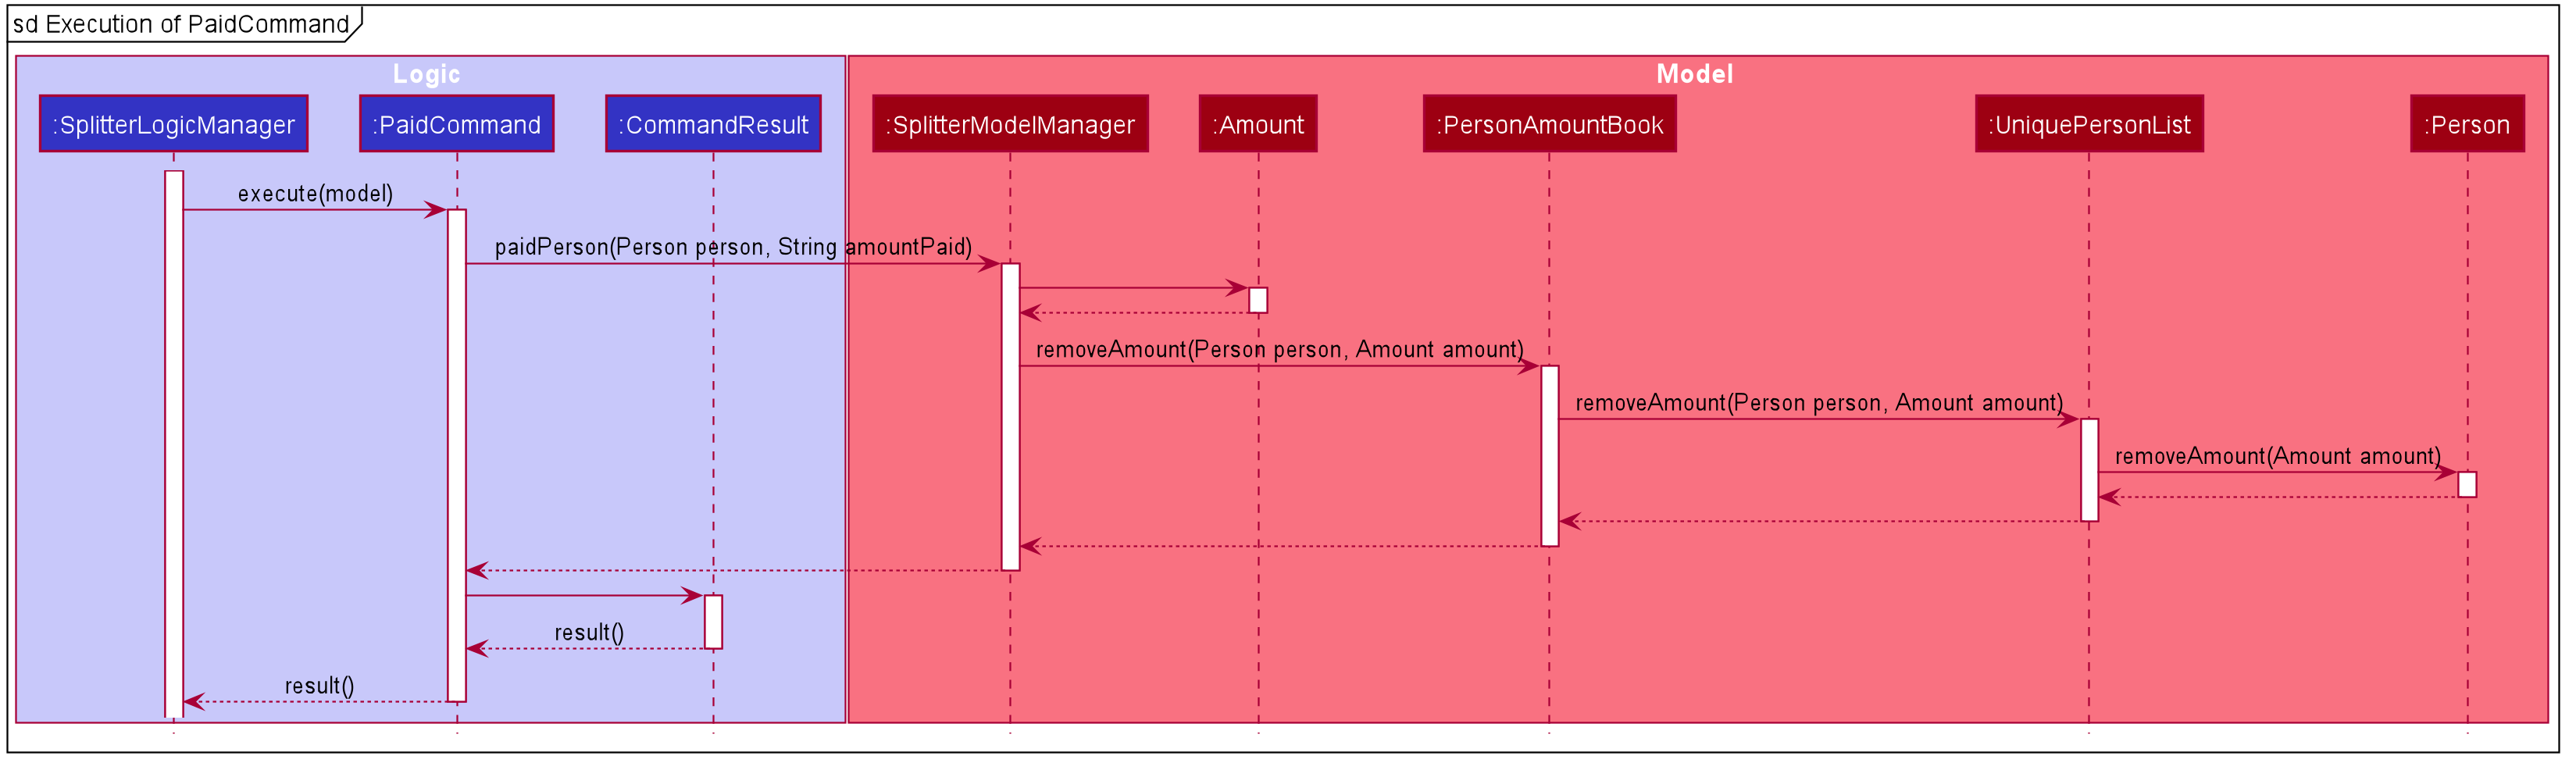 sd Execution of PaidCommand
Logic
Model
:SplitterLogicManager
:PaidCommand
:CommandResult
:SplitterModelManager
:Amount
:PersonAmountBook
:UniquePersonList
:Person
execute(model)
paidPerson(Person person, String amountPaid)
removeAmount(Person person, Amount amount)
removeAmount(Person person, Amount amount)
removeAmount(Amount amount)
result()
result()